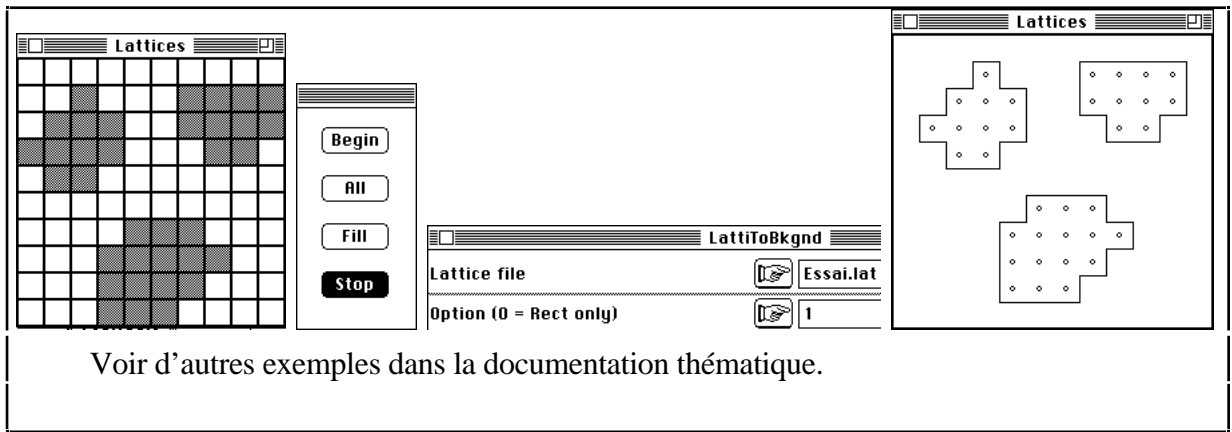 Lattices
Begin
All
Fill
Stop
LattiToBkgnd
Lattice file
Essai.lat
Option (0 = Rect only)
1
Lattices
Voir d’autres exemples dans la documentation thématique.